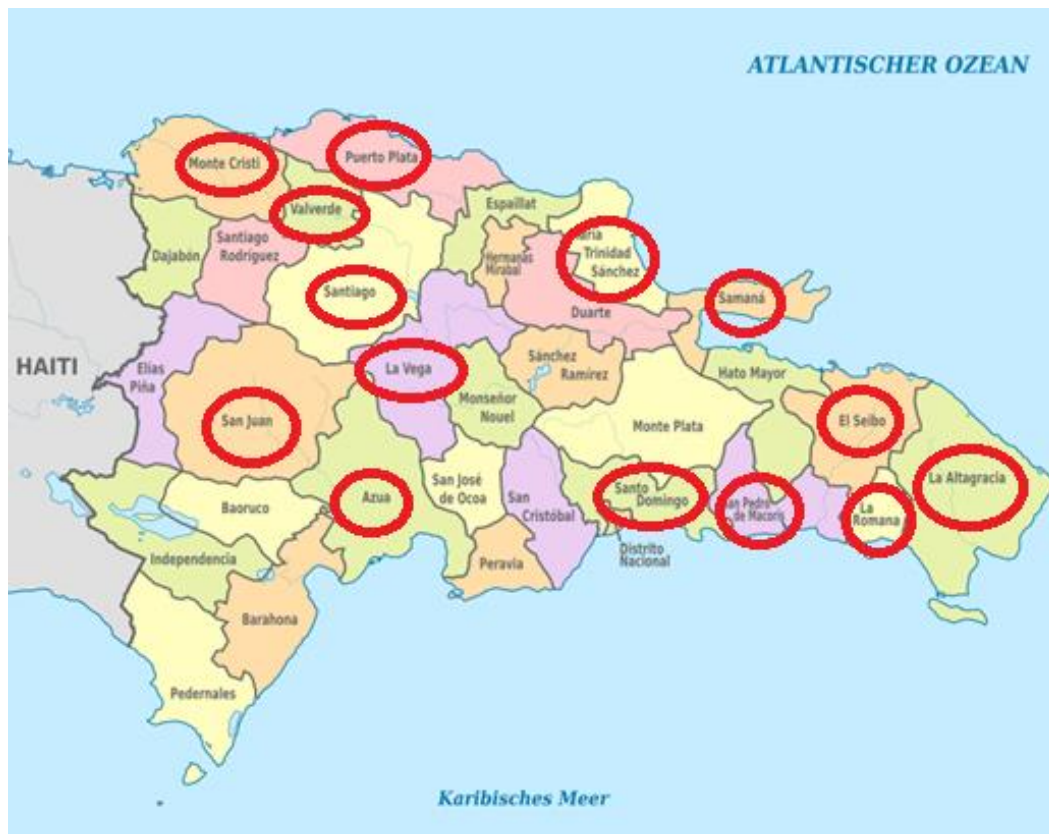 ATLANTISCHER OZEAN
Monte Cristi
Puerto Plata
Valverde
Espaillat
Santiago
Rodríguez
Dajabón
Hermanas
Mirabal
Trinidad
Sánchez
Santiago
Samaná
Duarte
HAITI
Elías
Piña
La Vega
Sánchez
Ramírez
Hato Mayor
Monseñor
Nouel
San Juan
Monte Plata
El Seibo
San José
de Ocoa
La Altagracia
Azua
Santo
Domingo
San
Cristóbal
San Pedro
de Macorís
La
Romana
Baoruco
Distrito
Nacional
Independencia
Peravia
Barahona
Pedernales
Karibisches Meer